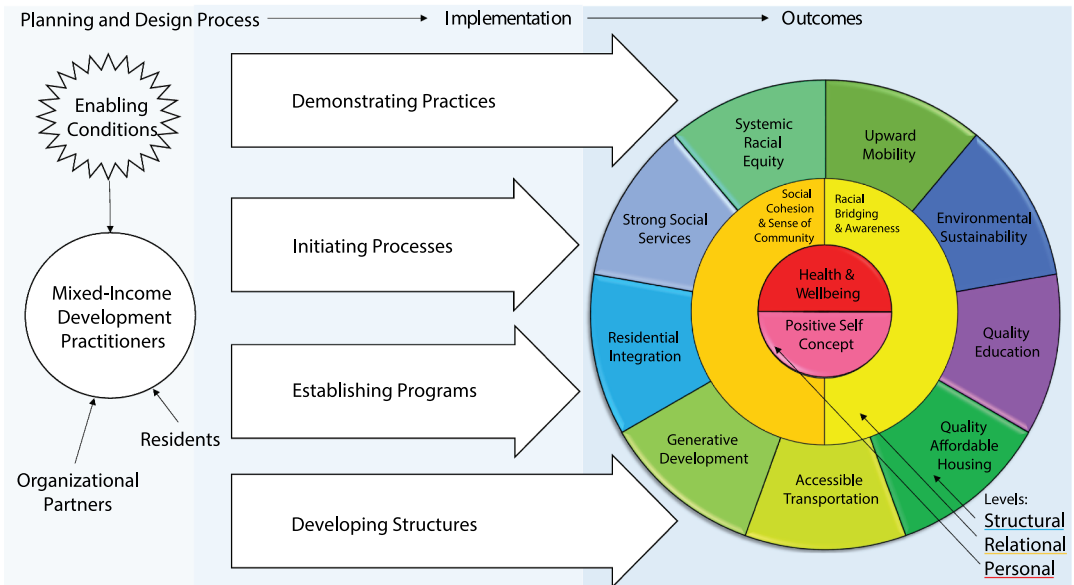 Planning and Design Process
Implementation
Outcomes
Enabling
Conditions
Mixed-Income
Development
Practitioners
Residents
Organizational
Partners
Demonstrating Practices
Initiating Processes
Establishing Programs
Developing Structures
Systemic
Racial
Equity
Upward
Mobility
Strong Social
Services
Environmental
Sustainability
Social
Cohesion
& Sense of
Community
Racial
Bridging
& Awareness
Health &
Wellbeing
Positive Self
Concept
Residential
Integration
Quality
Education
Generative
Development
Accessible
Transportation
Quality
Affordable
Housing
Levels:
Structural
Relational
Personal